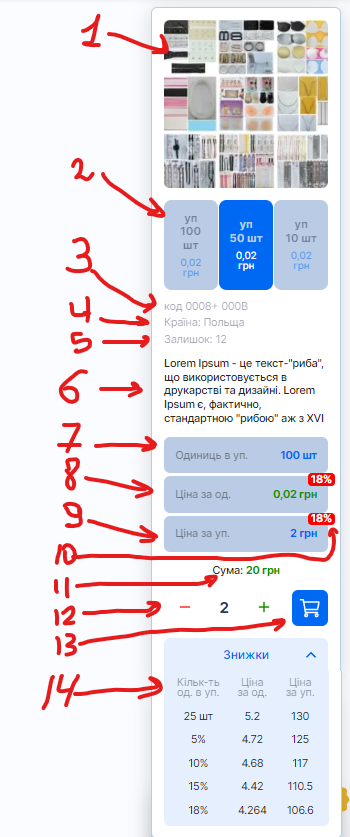 1
2
уп уп уп
100 50 шт 10 шт
шт
0,02 0,02 0,02
грн грн грн
3
код 0008+ 000В
4
Країна: Польща
5
Залишок: 12
6
Lorem Ipsum - це текст-"риба",
що використовується в
друкарстві та дизайні. Lorem
Ipsum є, фактично,
стандартною "рибою" аж з XVI
7
Одиниць в уп. 100 шт
8
18%
Ціна за од. 0,02 грн
9
18%
Ціна за уп. 2 грн
10
11
Сума: 20 грн
12
− 2 +
13
Знижки
14
Кільк-ть Ціна Ціна
од. в уп. за од. за уп.
25 шт 5.2 130
5% 4.72 125
10% 4.68 117
15% 4.42 110.5
18% 4.264 106.6